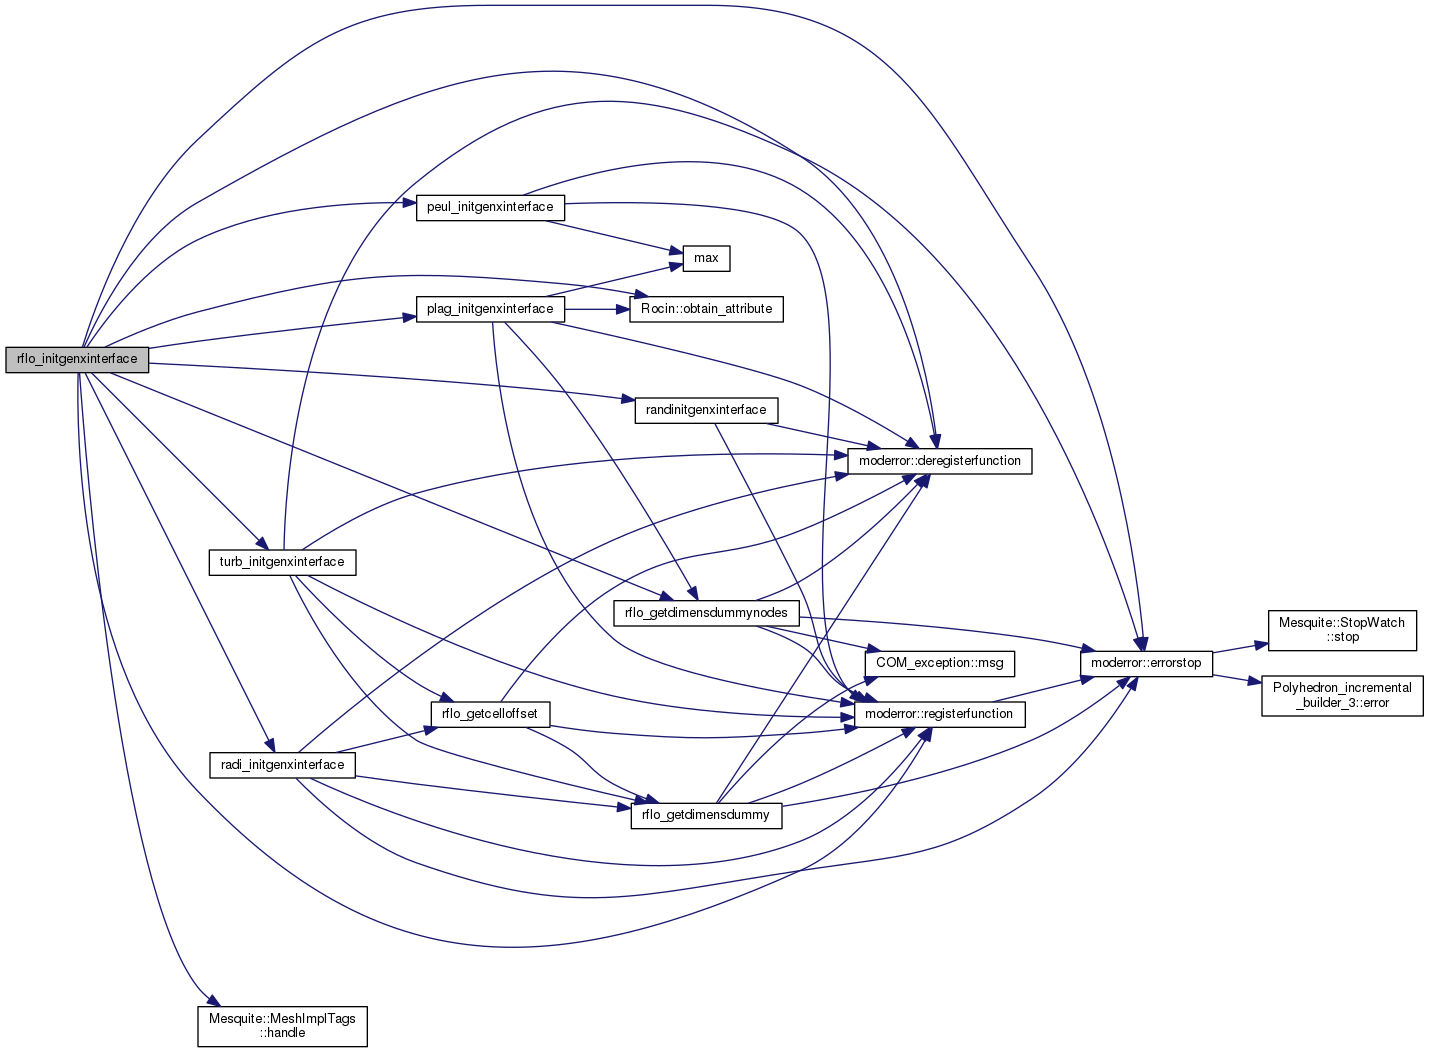 peul_initgenxinterface
max
plag_initgenxinterface
Rocin::obtain_attribute
rflo_initgenxinterface
randinitgenxinterface
moderror::deregisterfunction
turb_initgenxinterface
rflo_getdimensdummynodes
Mesquite::StopWatch
::stop
COM_exception::msg
moderror::errorstop
Polyhedron_incremental
_builder_3::error
rflo_getcelloffset
moderror::registerfunction
radi_initgenxinterface
rflo_getdimensdummy
Mesquite::MeshImplTags
::handle